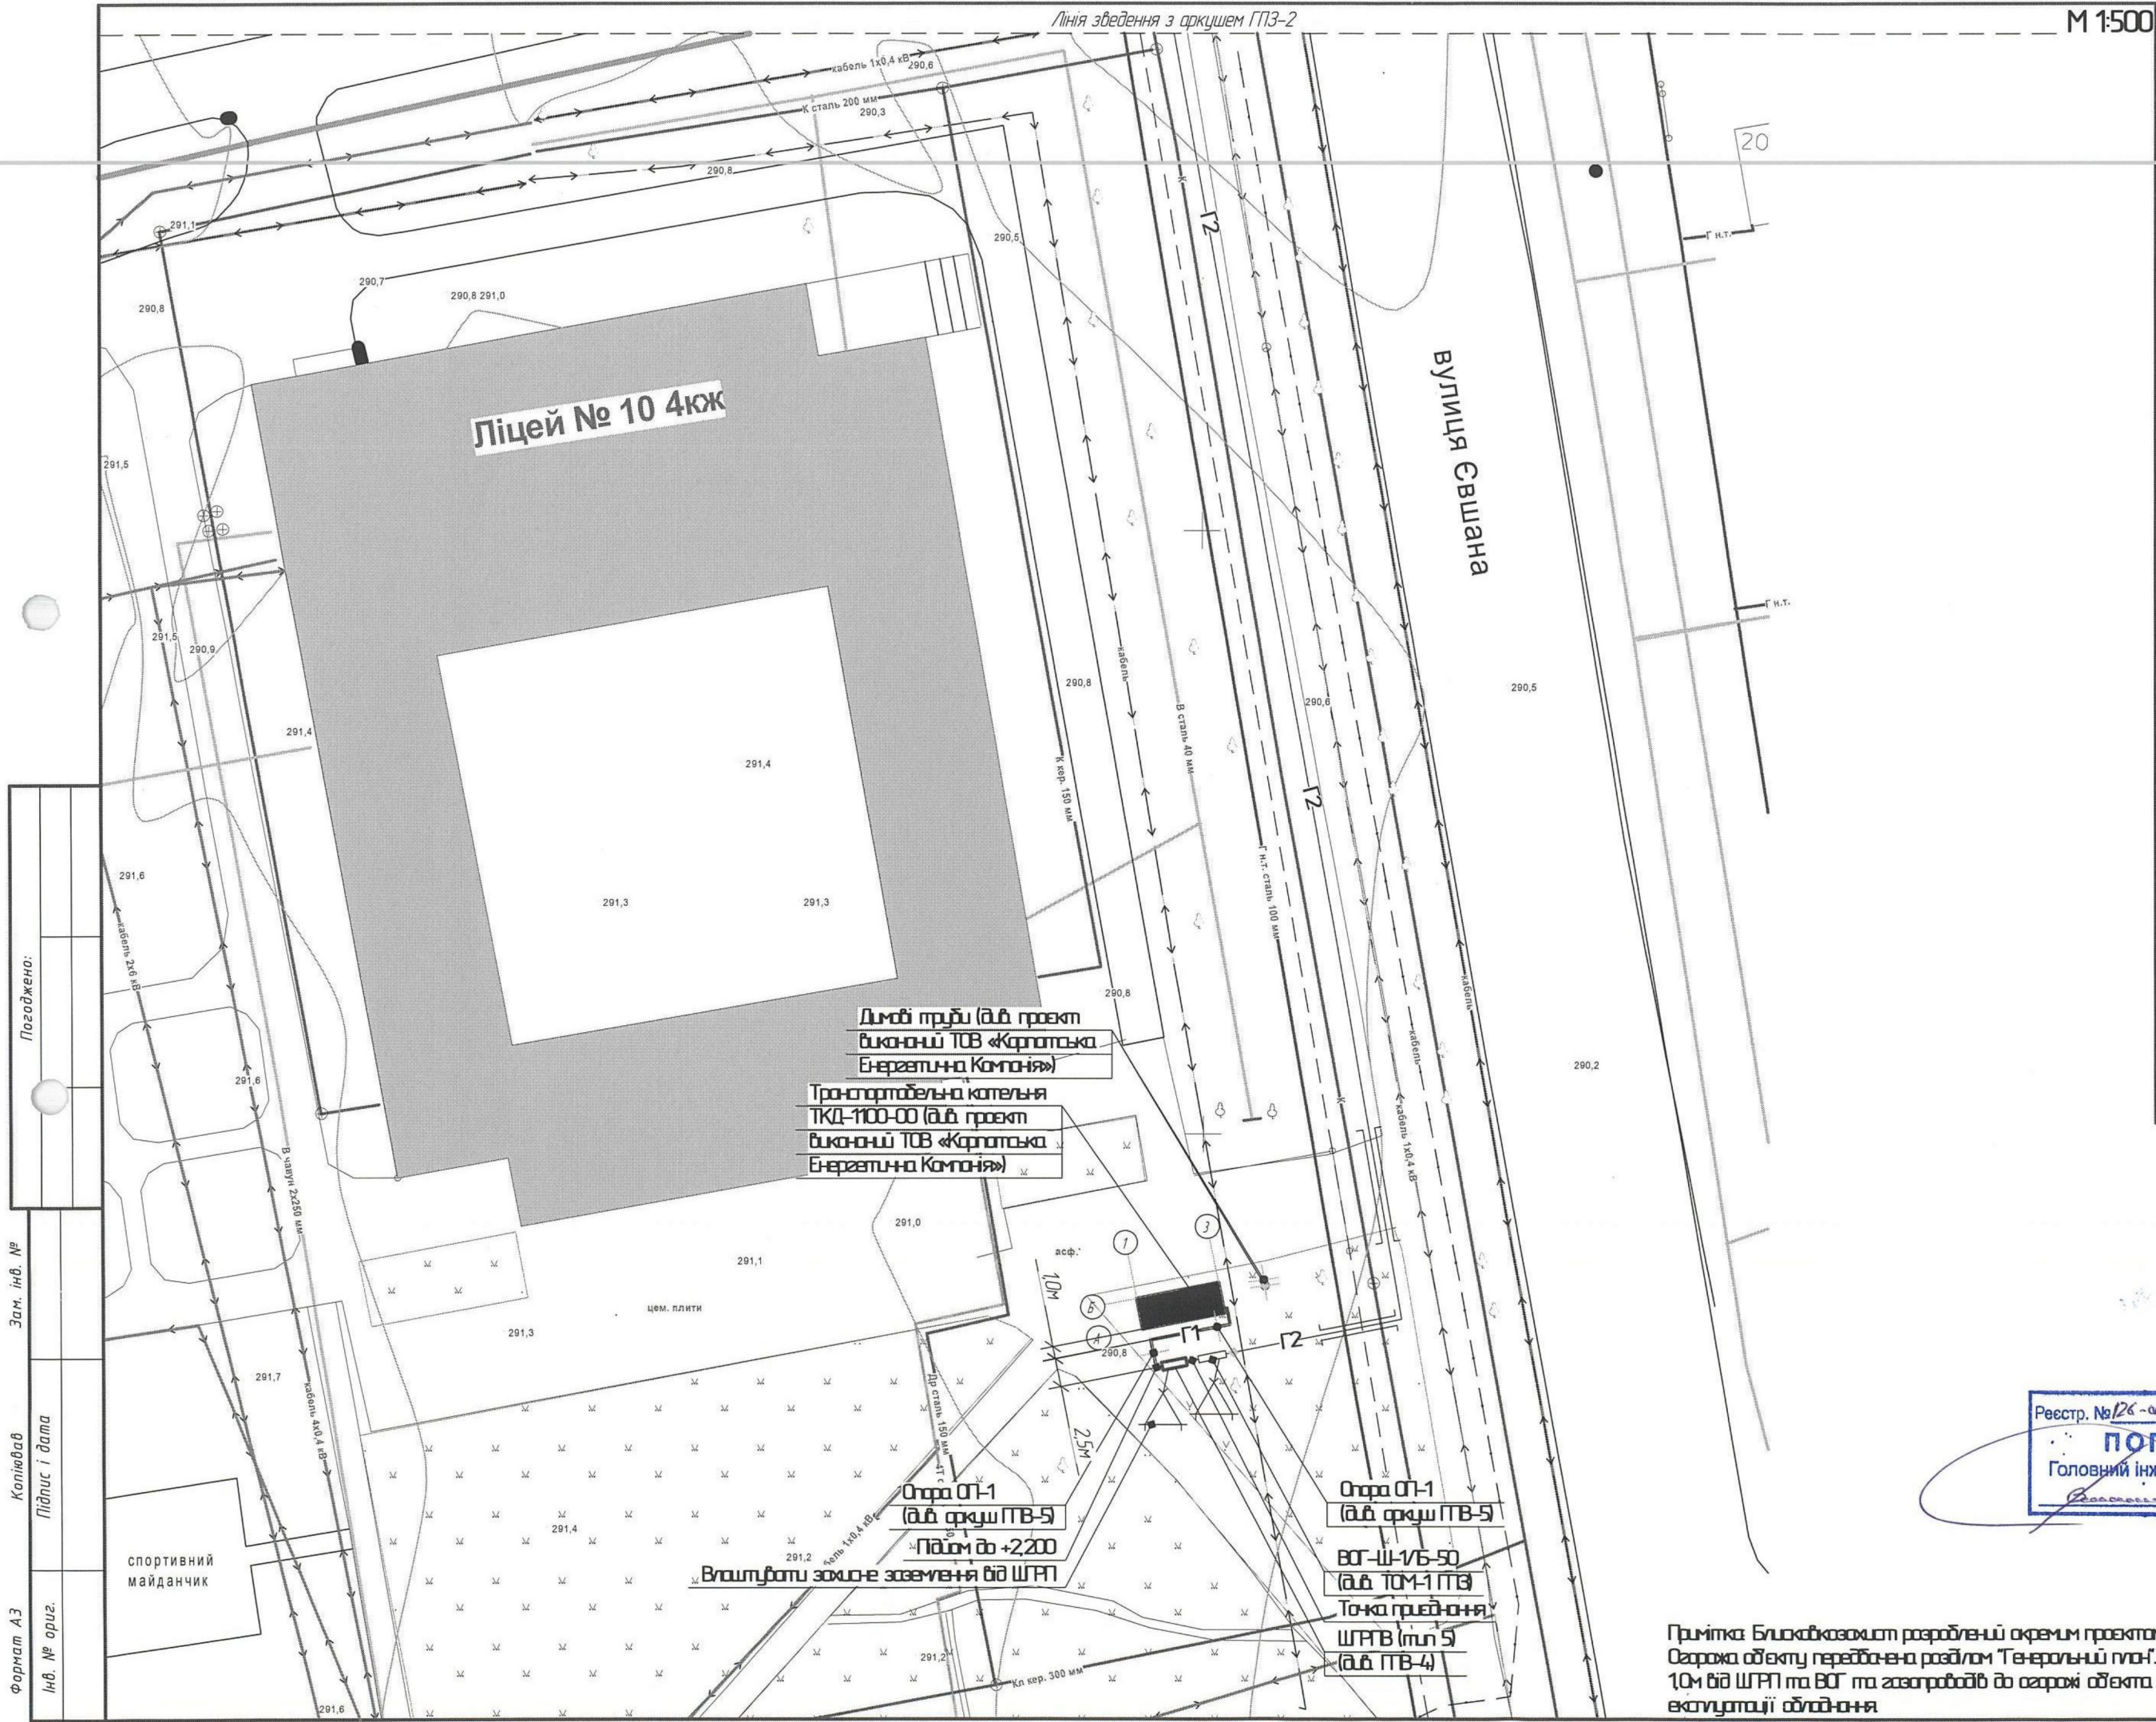 Лінія зведення з аркушем ГПЗ-2
М 1:500
кабель 1х0,4 кВ
290,6
К сталь 200 мм
290,3
20
290,8
291,1
К
Г2
290,5
Г н.т.
290,7
290,8
290,8 291,0
вулиця Євшана
Ліцей № 10 4кж
291,5
Г н.т.
291,5
290,9
кабель
290,8
290,5
290,6
В сталь 40 мм
291,4
291,4
К кер. 150 мм
Г2
Г н.т. сталь 100 мм
291,6
291,3
291,3
кабель 2х6 кВ
Погоджено:
290,8
кабель
кабель
Димові труби (див. проєкт
виконаний ТОВ «Карпатська
Енергетична Компанія»)
290,2
291,6
Транспортабельна котельня
ТКД-1100-00 (див. проєкт
виконаний ТОВ «Карпатська
Енергетична Компанія»)
К
кабель 1х0,4 кВ
В чавун 2х250 мм
291,0
3
1
асф.
291,1
Зам. інв. №
1,0м
цем. плити
Б
А
Г1
Г2
291,3
290,8
291,7
кабель 4х0,4 кВ
Др сталь 150 мм
2,5м
Копіював
Підпис і дата
Реєстр. №
Опора ОП-1
(див. аркуш ГПВ-5)
Опора ОП-1
(див. аркуш ГПВ-5)
291,4
Підйом до +2,200
291,2
Влаштувати захисне заземлення від ШГРП
ВОГ-Ш-1/Б-50
(див. ТОМ-1 ГПЗ)
Точка приєднання
ШГРПВ (тип 5)
(див. ГПВ-4)
спортивний
майданчик
Формат А3
Інв. № ориг.
291,2
Кл кер. 300 мм
291,6
Примітка: Блискавкозахист розроблений окремим проєктом
Огорожа об'єкту передбачена розділом "Генеральний план".
1,0м від ШГРП та ВОГ та газопроводів до огорожі об'єкта
експлуатації обладнання